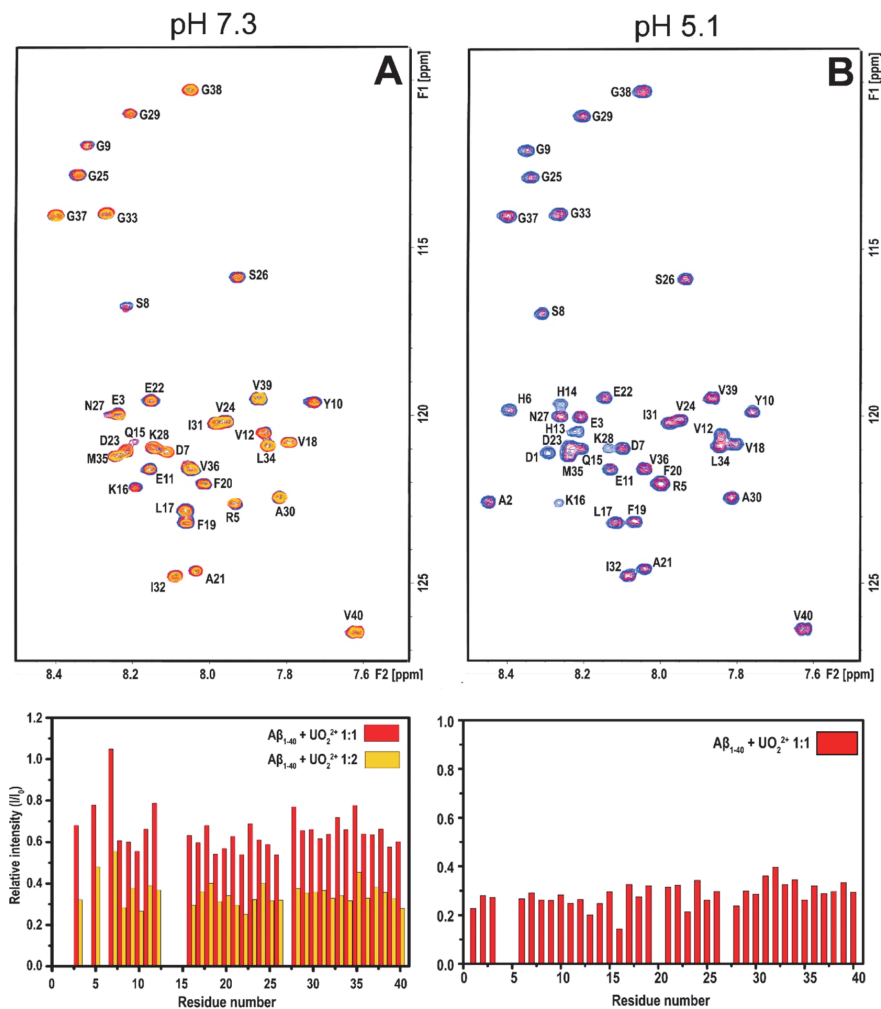 pH 7.3
pH 5.1
A
B
F1 [ppm]
F1 [ppm]
G38
G29
G9
G25
G37
G33
S26
S8
E22
V39
Y10
N27
E3
V24
I31
Q15
K28
V12
V18
D23
D7
L34
M35
V36
E11
F20
K16
A30
L17
R5
F19
I32
A21
V40
115
120
125
8.4
8.2
8.0
7.8
7.6
F2 [ppm]
G38
G29
G9
G25
G37
G33
S26
S8
H14
E22
V39
H6
V24
Y10
N27
I31
E3
H13
V12
D23
K28
D7
V18
D1
Q15
V36
L34
M35
F20
E11
R5
A2
K16
A30
L17
F19
I32
A21
V40
115
120
125
8.4
8.2
8.0
7.8
7.6
F2 [ppm]
1.2
1.0
0.8
0.6
0.4
0.2
0.0
Relative intensity (I/I₀)
Aβ₁₋₄₀ + UO₂²⁺ 1:1
Aβ₁₋₄₀ + UO₂²⁺ 1:2
0 5 10 15 20 25 30 35 40
Residue number
1.0
0.8
0.6
0.4
0.2
0.0
Aβ₁₋₄₀ + UO₂²⁺ 1:1
0 5 10 15 20 25 30 35 40
Residue number